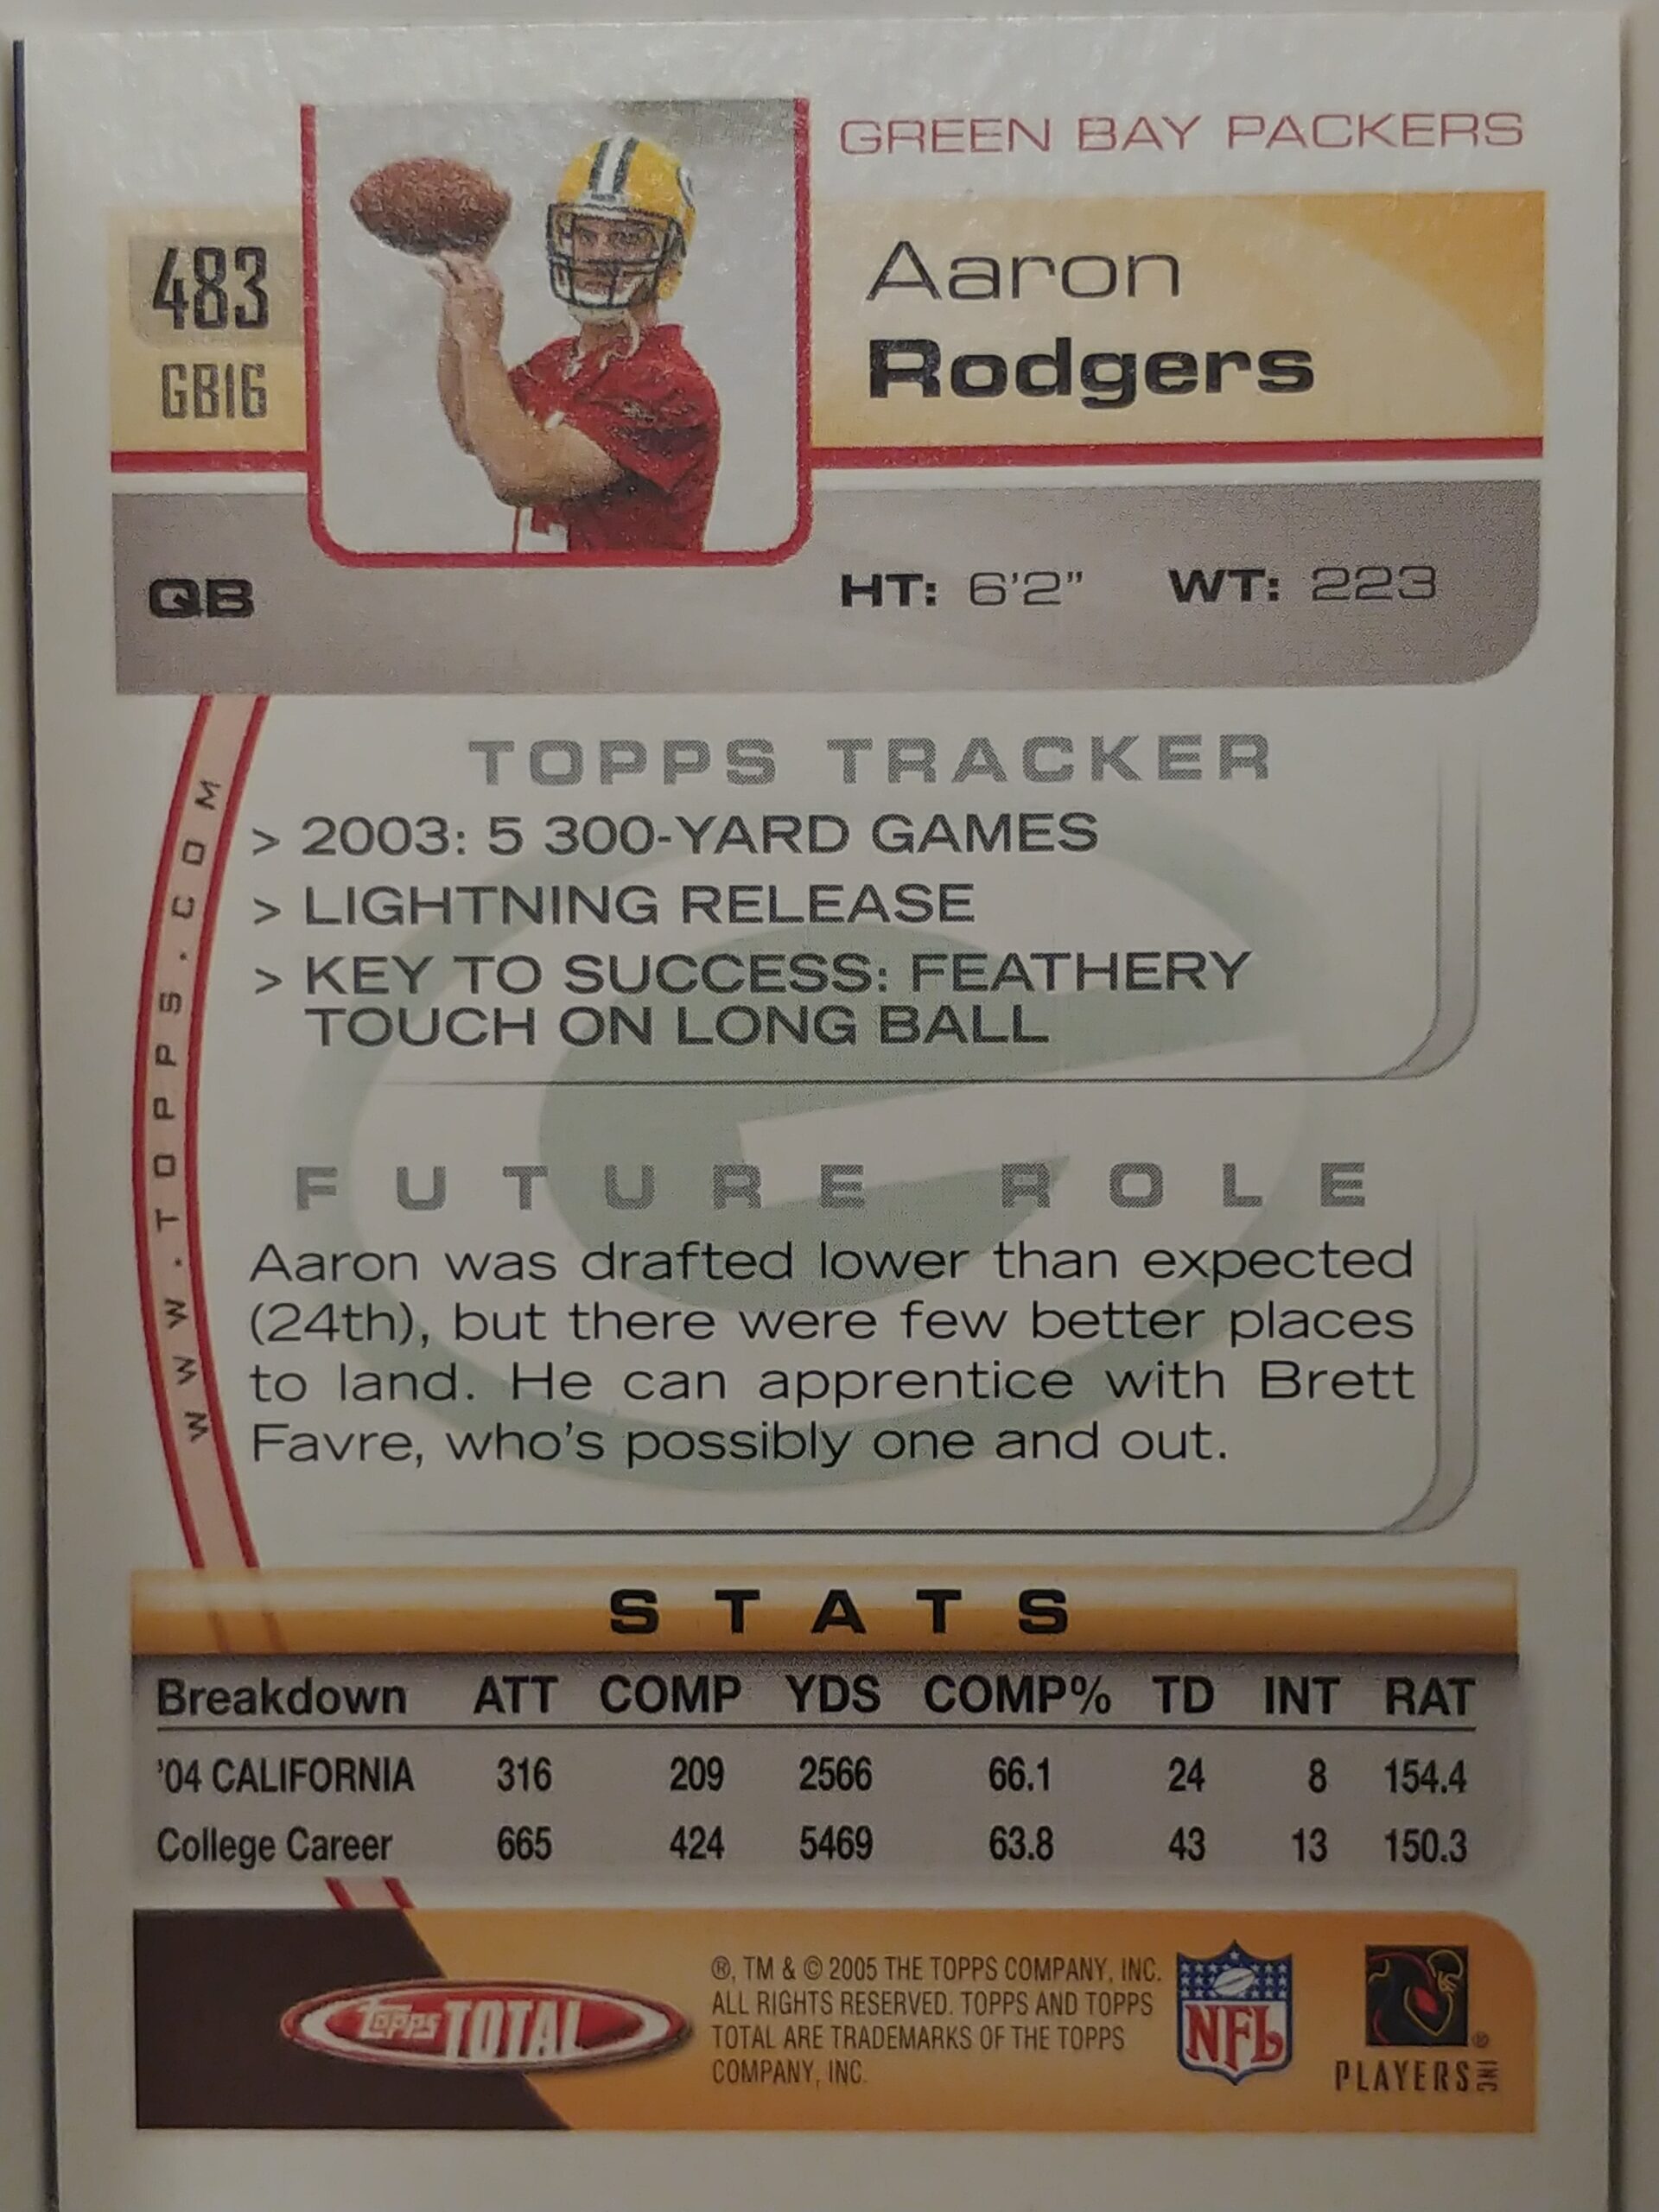 GREEN BAY PACKERS
483
GB16
Aaron
Rodgers
QB
HT: 6'2" WT: 223
WWW.TOPPS.COM
TOPPS TRACKER
> 2003: 5 300-YARD GAMES
> LIGHTNING RELEASE
> KEY TO SUCCESS: FEATHERY
TOUCH ON LONG BALL
FUTURE ROLE
Aaron was drafted lower than expected
(24th), but there were few better places
to land. He can apprentice with Brett
Favre, who's possibly one and out.
STATS
Breakdown ATT COMP YDS COMP% TD INT RAT
'04 CALIFORNIA 316 209 2566 66.1 24 8 154.4
College Career 665 424 5469 63.8 43 13 150.3
Topps TOTAL
®, TM & © 2005 THE TOPPS COMPANY, INC.
ALL RIGHTS RESERVED. TOPPS AND TOPPS
TOTAL ARE TRADEMARKS OF THE TOPPS
COMPANY, INC.
NFL
®
PLAYERS INC